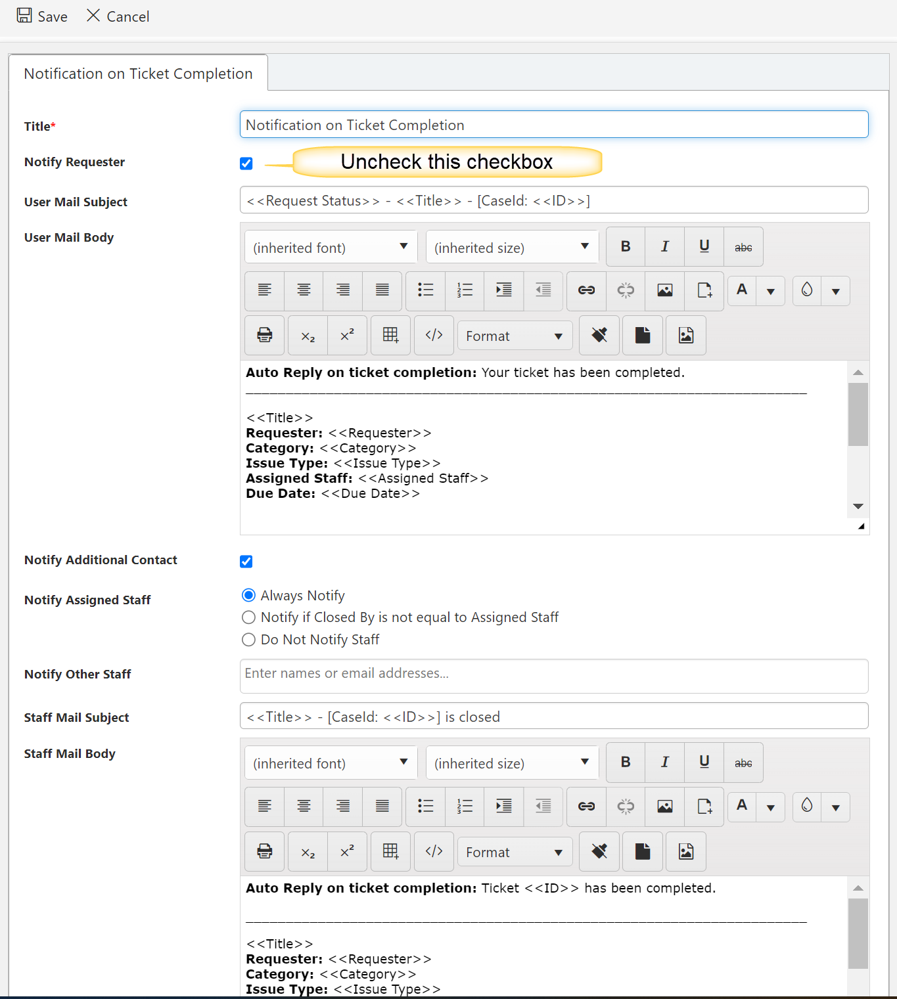 Save Cancel
Notification on Ticket Completion
Title* Notification on Ticket Completion
Notify Requester Uncheck this checkbox
User Mail Subject <<Request Status>> - <<Title>> - [CaseId: <<ID>>]
User Mail Body
(inherited font) (inherited size) B I U abc
A
x₂ x² </> Format
Auto Reply on ticket completion: Your ticket has been completed.
<<Title>>
Requester: <<Requester>>
Category: <<Category>>
Issue Type: <<Issue Type>>
Assigned Staff: <<Assigned Staff>>
Due Date: <<Due Date>>
Notify Additional Contact
Notify Assigned Staff Always Notify
Notify if Closed By is not equal to Assigned Staff
Do Not Notify Staff
Notify Other Staff Enter names or email addresses...
Staff Mail Subject <<Title>> - [CaseId: <<ID>>] is closed
Staff Mail Body
(inherited font) (inherited size) B I U abc
A
x₂ x² </> Format
Auto Reply on ticket completion: Ticket <<ID>> has been completed.
<<Title>>
Requester: <<Requester>>
Category: <<Category>>
Issue Type: <<Issue Type>>